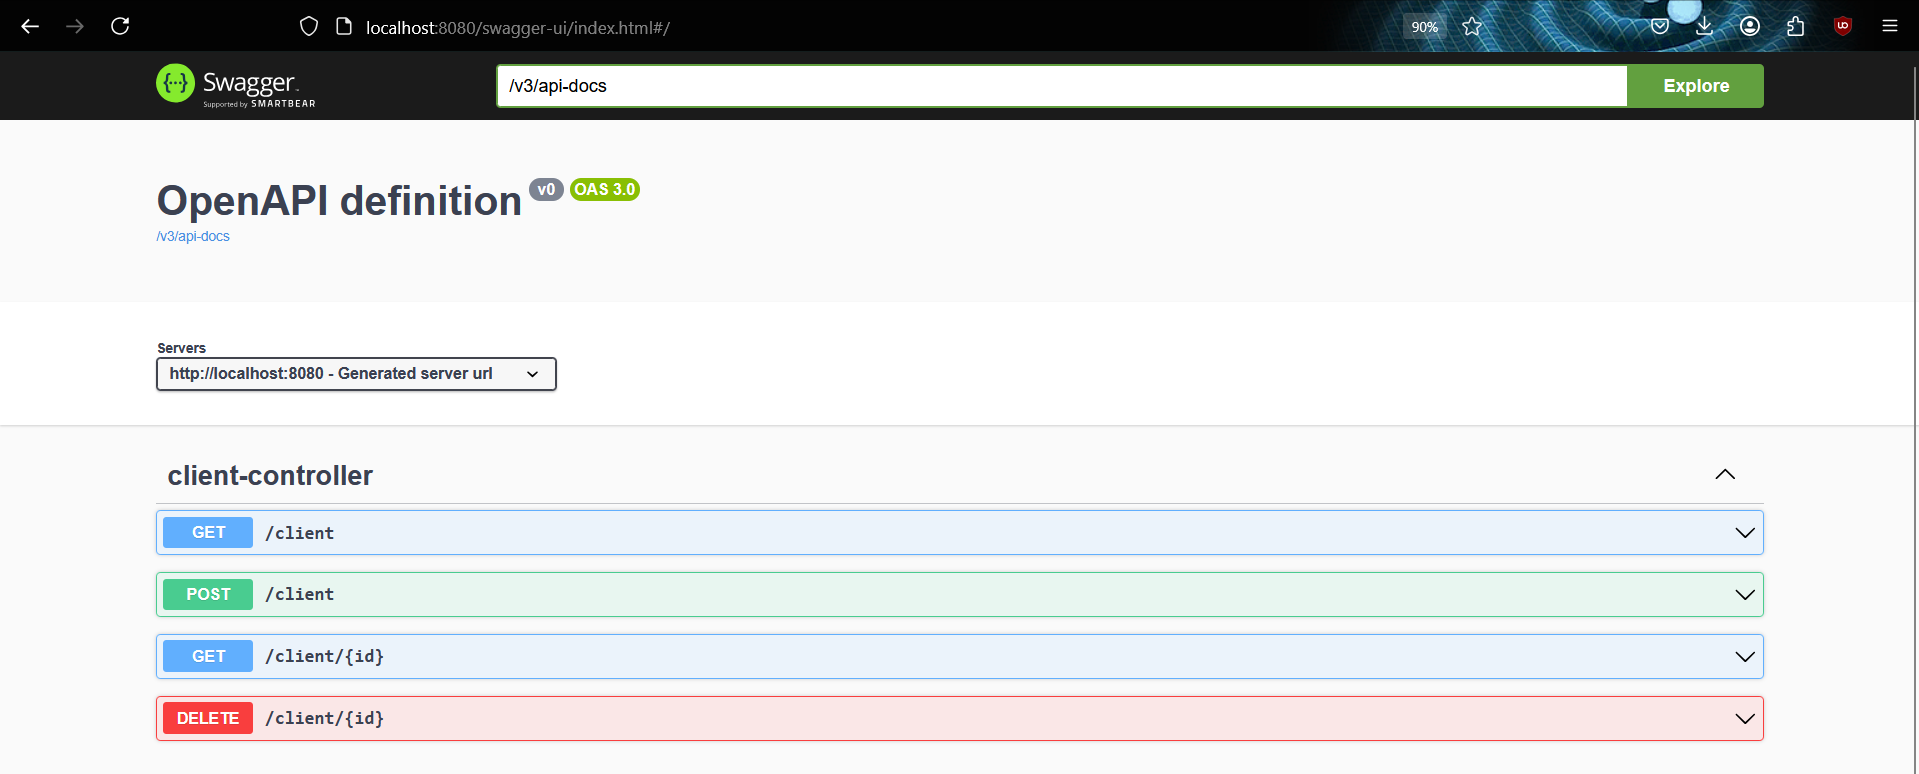 localhost:8080/swagger-ui/index.html#/
90%
Swagger
Supported by SMARTBEAR
/v3/api-docs
Explore
OpenAPI definition v0 OAS 3.0
/v3/api-docs
Servers
http://localhost:8080 - Generated server url
client-controller
GET /client
POST /client
GET /client/{id}
DELETE /client/{id}